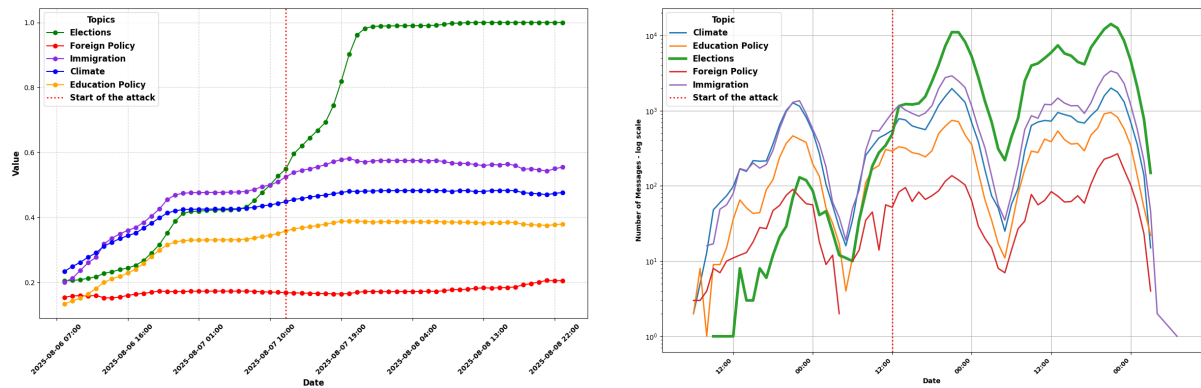 Topics
Elections
Foreign Policy
Immigration
Climate
Education Policy
Start of the attack
1.0
0.8
0.6
0.4
0.2
Value
2025-08-06 07:00
2025-08-06 16:00
2025-08-07 01:00
2025-08-07 10:00
2025-08-07 19:00
2025-08-08 04:00
2025-08-08 13:00
2025-08-08 22:00
Date
Topic
Climate
Education Policy
Elections
Foreign Policy
Immigration
Start of the attack
10⁴
10³
10²
10¹
10⁰
Number of Messages - log scale
12:00
00:00
12:00
00:00
12:00
00:00
Date